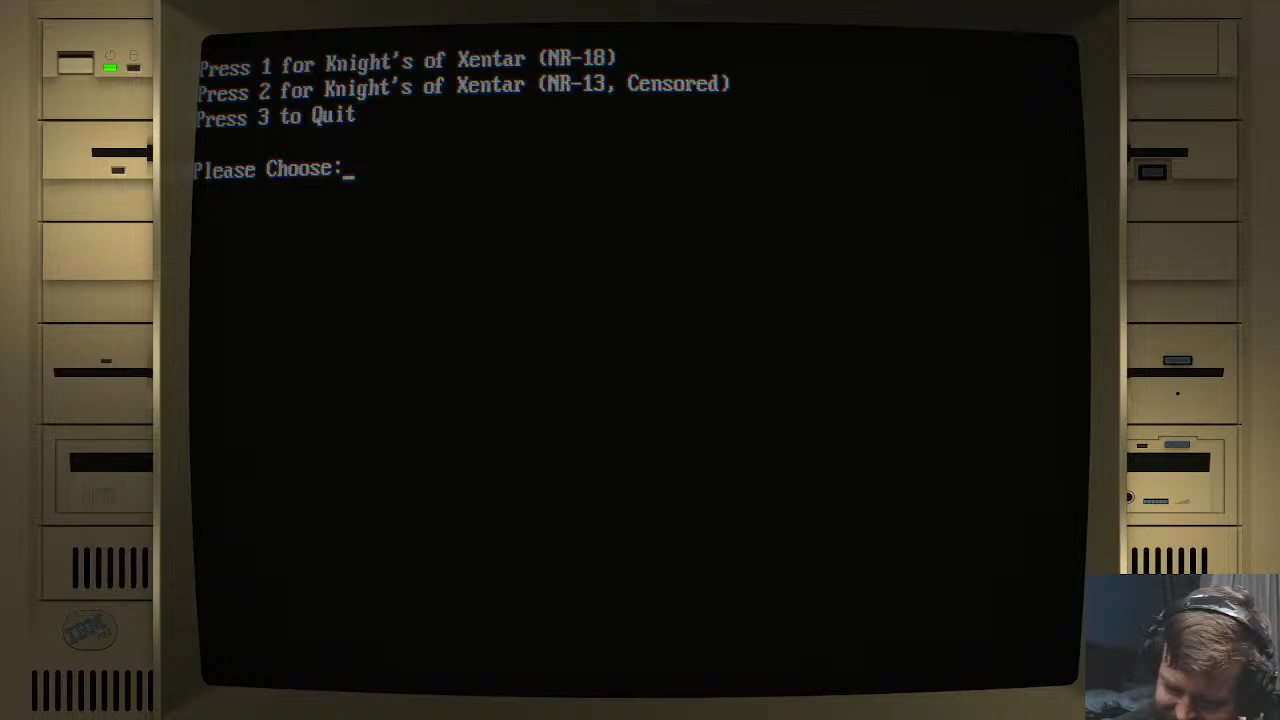 Press 1 for Knight's of Xentar (NR-18)
Press 2 for Knight's of Xentar (NR-13, Censored)
Press 3 to Quit
Please Choose:_